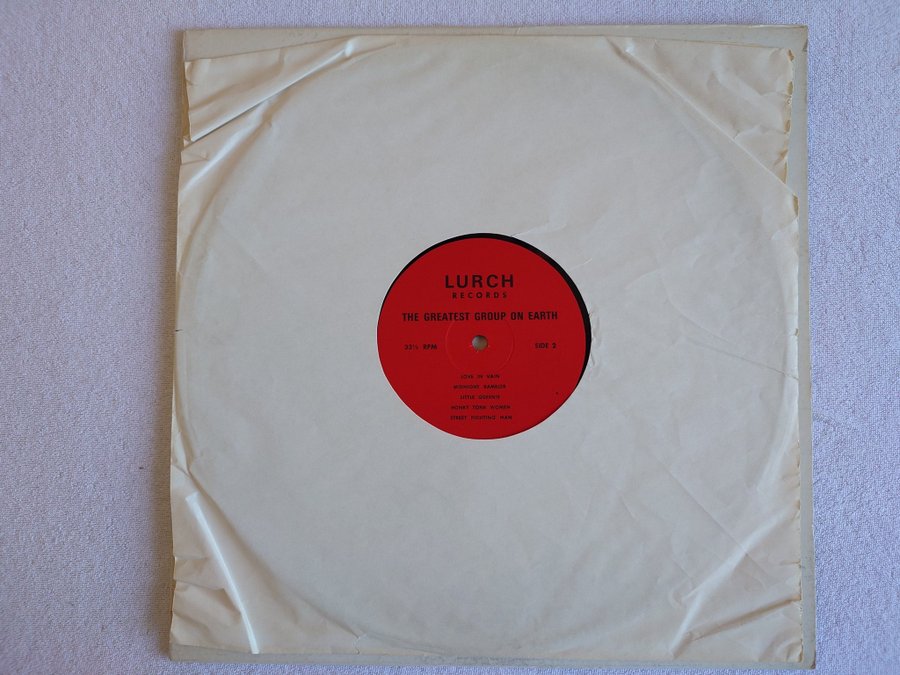 LURCH
RECORDS
THE GREATEST GROUP ON EARTH
33⅓ RPM
SIDE 2
LOVE IN VAIN
MIDNIGHT RAMBLER
LITTLE QUEEN'E
HONKY TONK WOMEN
STREET FIGHTING MAN